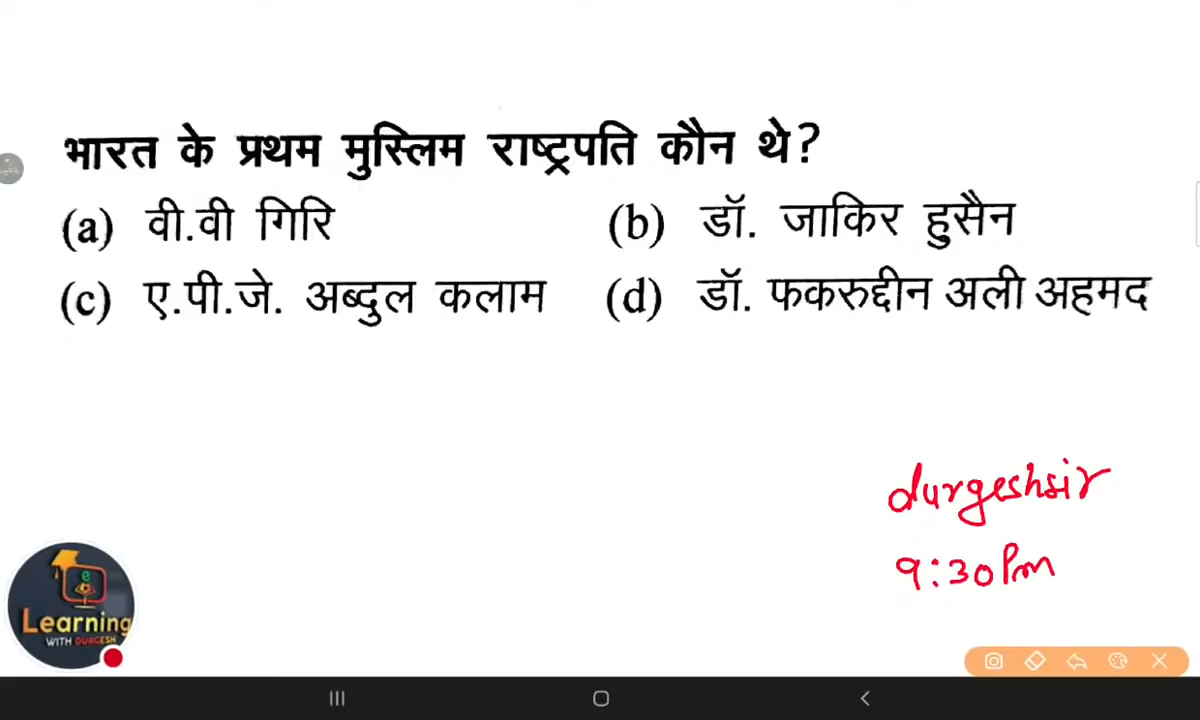 भारत के प्रथम मुस्लिम राष्ट्रपति कौन थे?
(a) वी.वी गिरि (b) डॉ. जाकिर हुसैन
(c) ए.पी.जे. अब्दुल कलाम (d) डॉ. फकरुद्दीन अली अहमद
durgeshsir
9:30Pm
e
Learning
WITH DURGESH